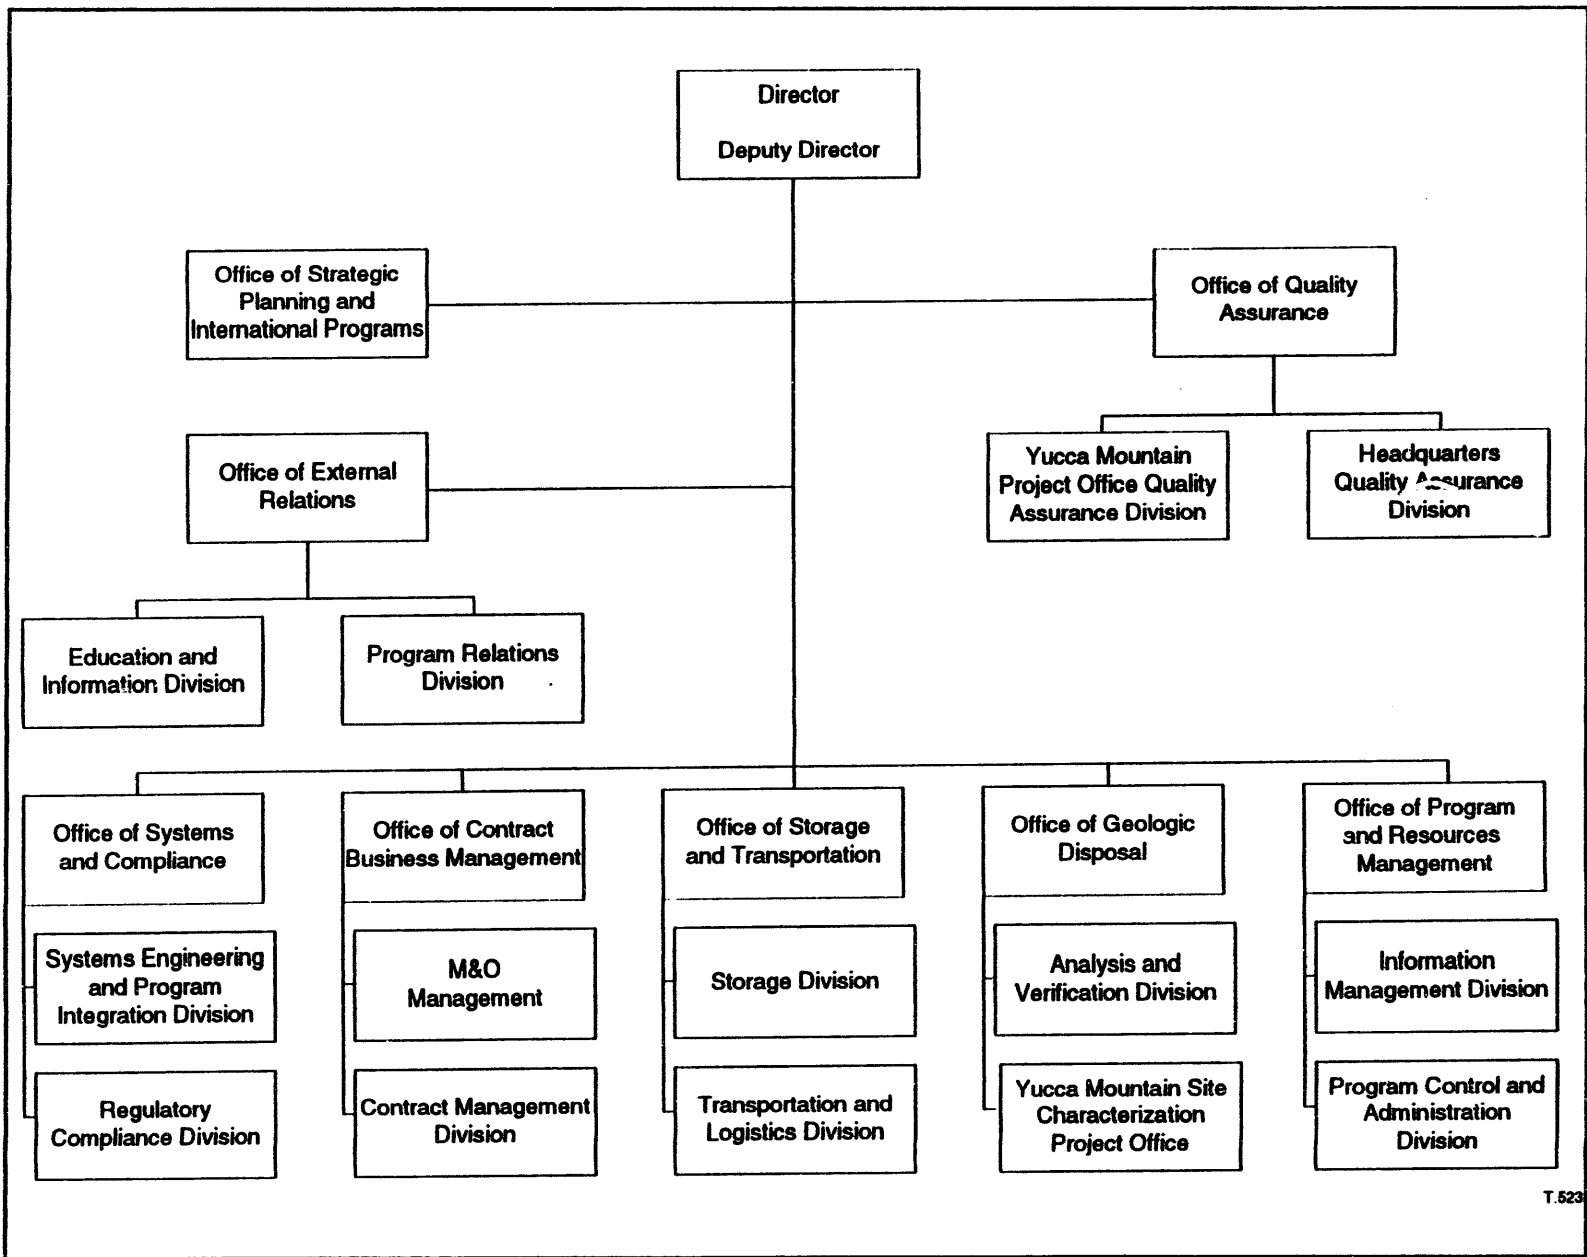 Director
Deputy Director
Office of Strategic
Planning and
International Programs
Office of Quality
Assurance
Office of External
Relations
Yucca Mountain
Project Office Quality
Assurance Division
Headquarters
Quality Assurance
Division
Education and
Information Division
Program Relations
Division
Office of Systems
and Compliance
Office of Contract
Business Management
Office of Storage
and Transportation
Office of Geologic
Disposal
Office of Program
and Resources
Management
Systems Engineering
and Program
Integration Division
M&O
Management
Storage Division
Analysis and
Verification Division
Information
Management Division
Regulatory
Compliance Division
Contract Management
Division
Transportation and
Logistics Division
Yucca Mountain Site
Characterization
Project Office
Program Control and
Administration
Division
T.523